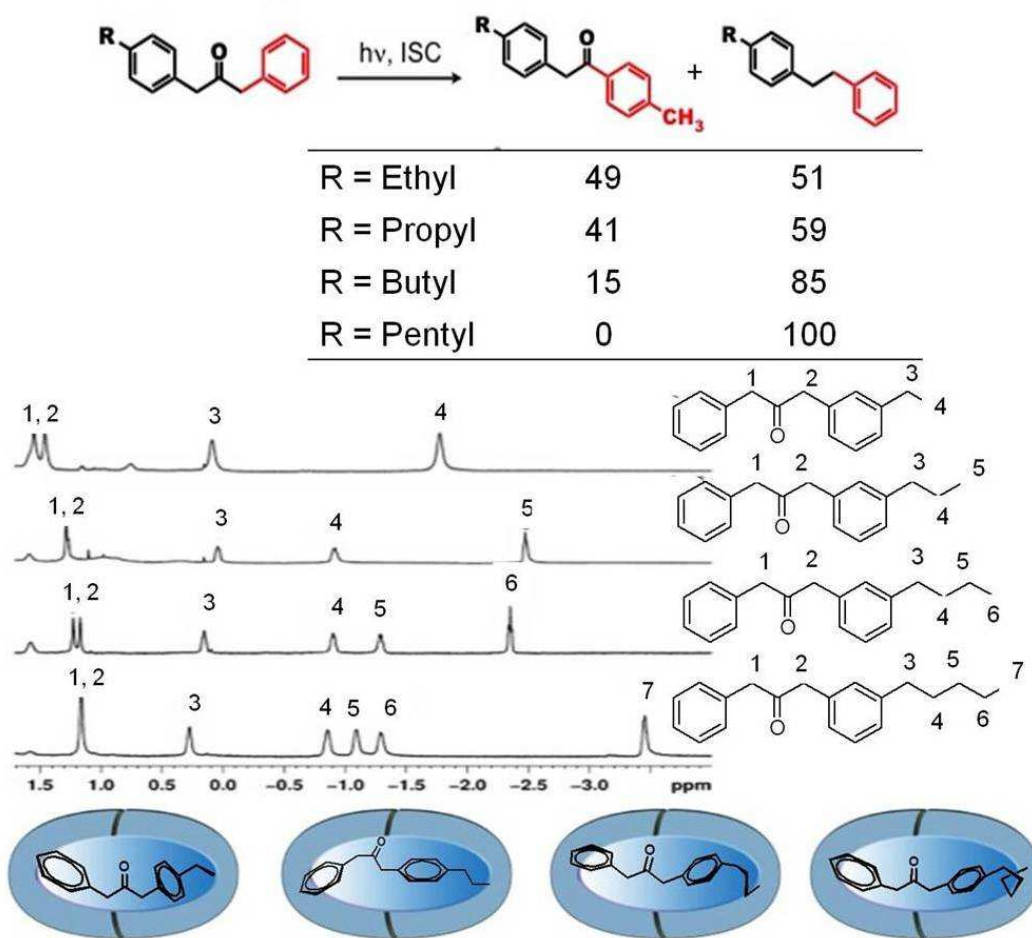 R O R O R
hν, ISC
+
CH₃
R = Ethyl 49 51
R = Propyl 41 59
R = Butyl 15 85
R = Pentyl 0 100
1, 2 3 4
1 2 3 4 O
1, 2 3 4 5
1 2 3 4 5 O
1, 2 3 4 5 6
1 2 3 4 5 6 O
1, 2 3 4 5 6 7
1 2 3 4 5 6 7 O
1.5 1.0 0.5 0.0 −0.5 −1.0 −1.5 −2.0 −2.5 −3.0 ppm
O O O O